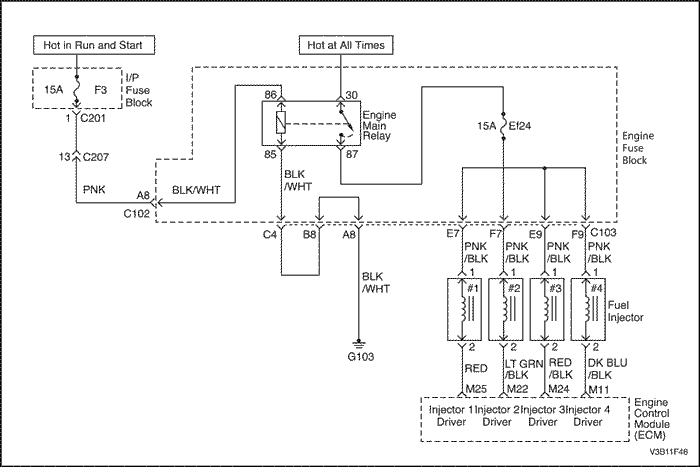 Hot in Run and Start
Hot at All Times
15A F3
I/P
Fuse
Block
86 30
Engine
Main
Relay
15A Ef24
Engine
Fuse
Block
1 C201
13 C207
PNK
A8
C102
BLK/WHT
85 87
BLK
/WHT
C4 B8 A8
E7 F7 E9 F9 C103
BLK
/WHT
G103
PNK
/BLK
PNK
/BLK
PNK
/BLK
PNK
/BLK
1 1 1 1
#1 #2 #3 #4
Fuel
Injector
2 2 2 2
RED
LT GRN
/BLK
RED
/BLK
DK BLU
/BLK
M25 M22 M24 M11
Injector 1
Driver
Injector 2
Driver
Injector 3
Driver
Injector 4
Driver
Engine
Control
Module
(ECM)
V3B11F46